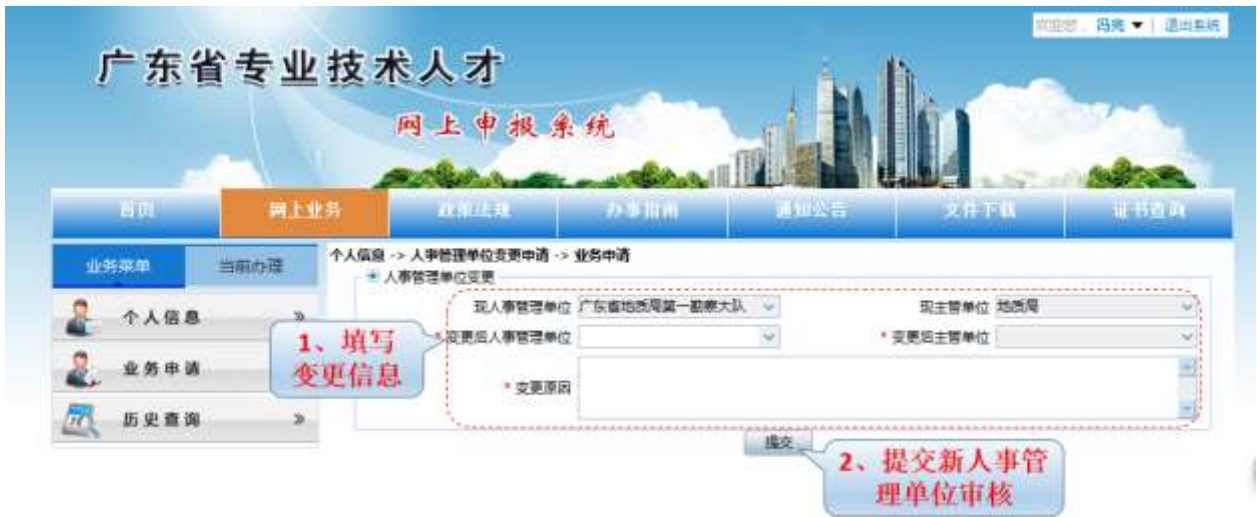 欢迎您，冯亮 ▼ | 退出系统
广东省专业技术人才
网上申报系统
首页 网上业务 政策法规 办事指南 通知公告 文件下载 证书查询
业务菜单 当前办理
个人信息 »
业务申请
历史查询 »
个人信息 -> 人事管理单位变更申请 -> 业务申请
人事管理单位变更
现人事管理单位 广东省地质局第一勘察大队 现主管单位 地质局
变更后人事管理单位 * 变更后主管单位
* 变更原因
提交
1、填写
变更信息
2、提交新人事管
理单位审核